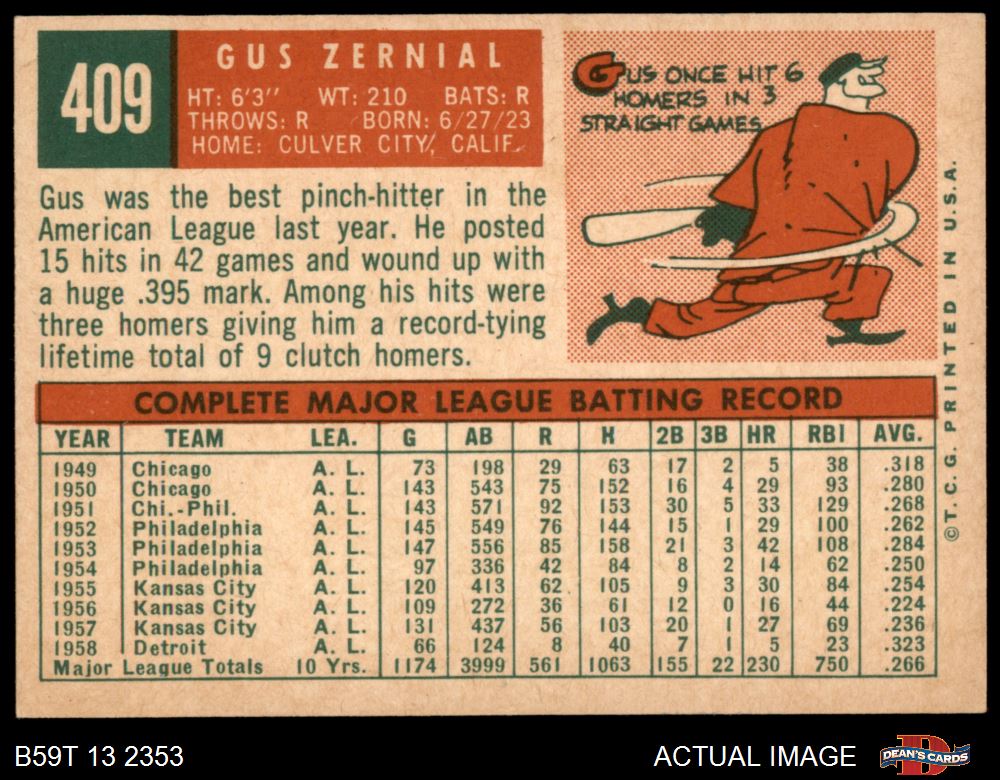 409
GUS ZERNIAL
HT: 6'3" WT: 210 BATS: R
THROWS: R BORN: 6/27/23
HOME: CULVER CITY, CALIF.
GUS ONCE HIT 6
HOMERS IN 3
STRAIGHT GAMES
Gus was the best pinch-hitter in the
American League last year. He posted
15 hits in 42 games and wound up with
a huge .395 mark. Among his hits were
three homers giving him a record-tying
lifetime total of 9 clutch homers.
COMPLETE MAJOR LEAGUE BATTING RECORD
YEAR TEAM LEA. G AB R H 2B 3B HR RBI AVG.
1949 Chicago A. L. 73 198 29 63 17 2 5 38 .318
1950 Chicago A. L. 143 543 75 152 16 4 29 93 .280
1951 Chi.-Phil. A. L. 143 571 92 153 30 5 33 129 .268
1952 Philadelphia A. L. 145 549 76 144 15 1 29 100 .262
1953 Philadelphia A. L. 147 556 85 158 21 3 42 108 .284
1954 Philadelphia A. L. 97 336 42 84 8 2 14 62 .250
1955 Kansas City A. L. 120 413 62 105 9 3 30 84 .254
1956 Kansas City A. L. 109 272 36 61 12 0 16 44 .224
1957 Kansas City A. L. 131 437 56 103 20 1 27 69 .236
1958 Detroit A. L. 66 124 8 40 7 1 5 23 .323
Major League Totals 10 Yrs. 1174 3999 561 1063 155 22 230 750 .266
© T. C. G. PRINTED IN U.S.A.
B59T 13 2353
ACTUAL IMAGE
D
DEAN'S CARDS